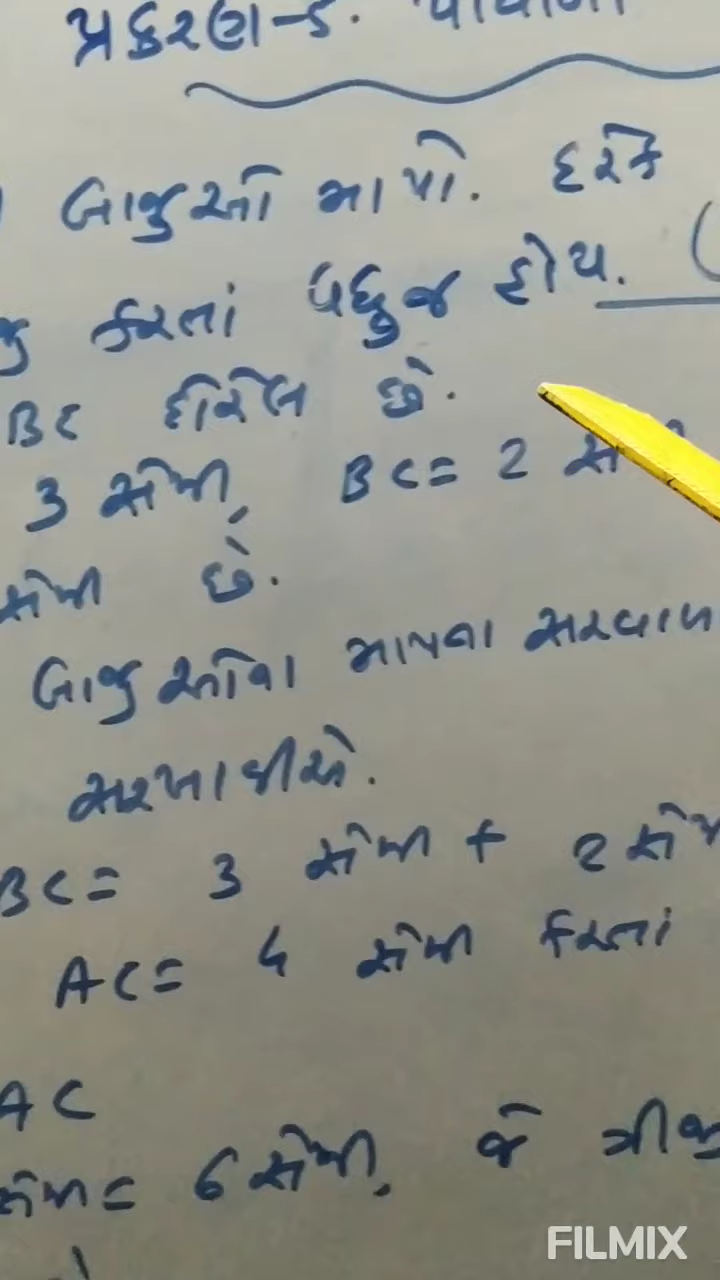 પ્રકરણ-૬.
બાજુઓ માપો. દરેક
કરતાં વધુ જ હોય.
BC દોરેલ છે.
3 સેમી, BC = 2 સેમી
સેમી છે.
બાજુઓના માપના સરવાળા
સરખાવીએ.
BC = 3 સેમી + 2 સેમી
AC = 4 સેમી કરતાં
AC
સેમી = 6 સેમી, જે ત્રીજી
FILMIX